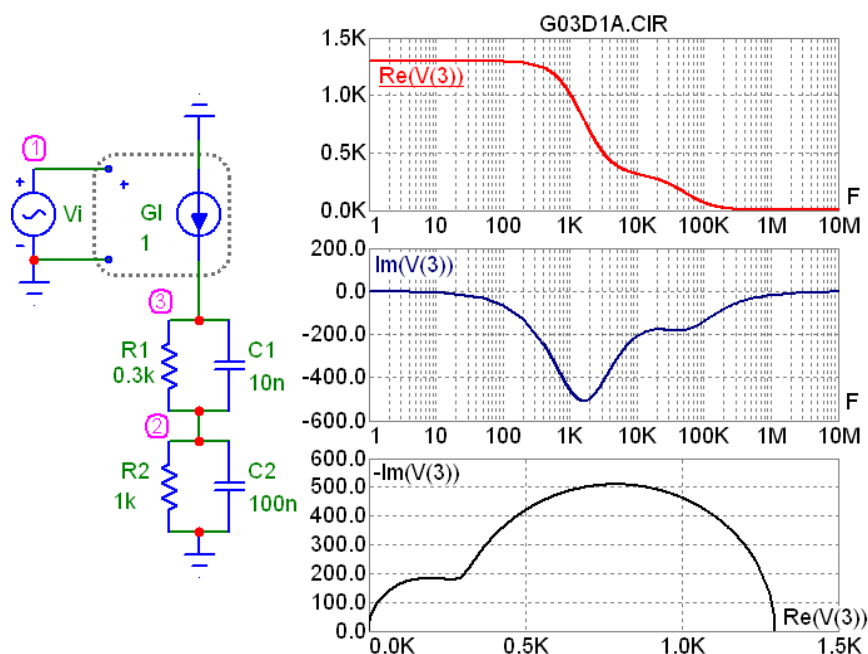 G03D1A.CIR
1
+
+
Vi
-
GI
1
3
R1
0.3k
C1
10n
2
R2
1k
C2
100n
1.5K
1.0K
0.5K
0.0K
Re(V(3))
F
1 10 100 1K 10K 100K 1M 10M
200.0
0.0
-200.0
-400.0
-600.0
Im(V(3))
F
1 10 100 1K 10K 100K 1M 10M
600.0
500.0
400.0
300.0
200.0
100.0
0.0
-Im(V(3))
Re(V(3))
0.0K 0.5K 1.0K 1.5K